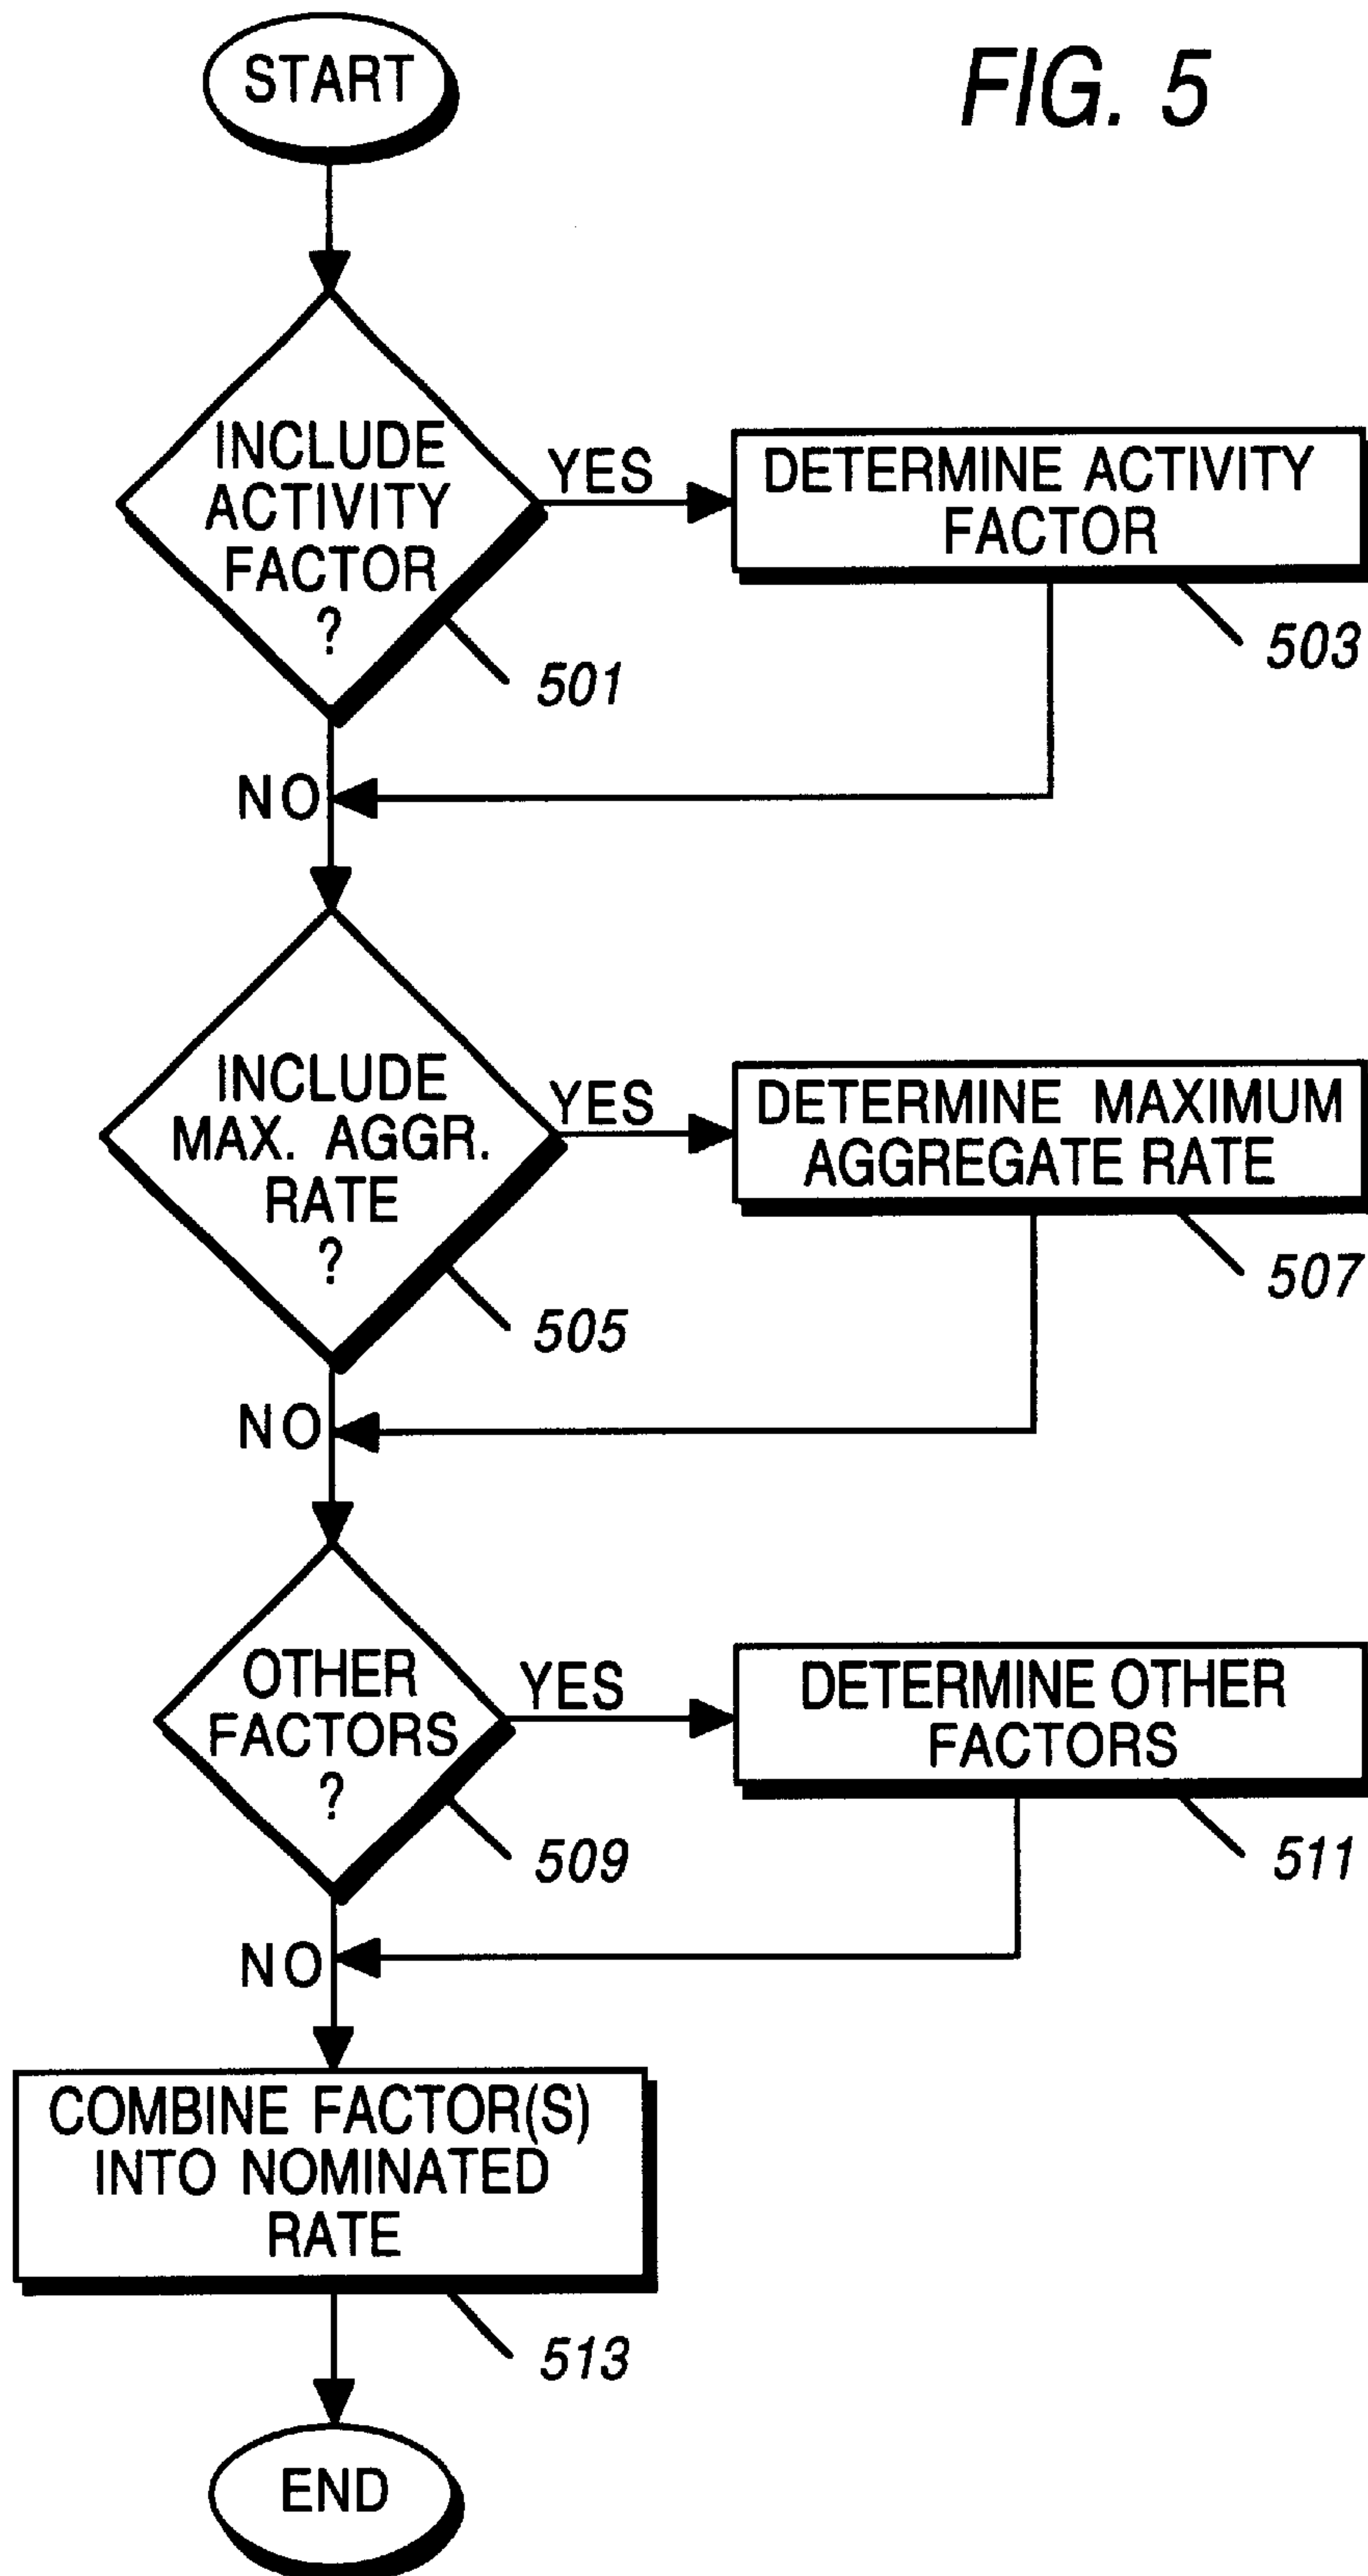 START
FIG. 5
INCLUDE
ACTIVITY
FACTOR
?
501
YES
DETERMINE ACTIVITY
FACTOR
503
NO
INCLUDE
MAX. AGGR.
RATE
?
505
YES
DETERMINE MAXIMUM
AGGREGATE RATE
507
NO
OTHER
FACTORS
?
509
YES
DETERMINE OTHER
FACTORS
511
NO
COMBINE FACTOR(S)
INTO NOMINATED
RATE
513
END